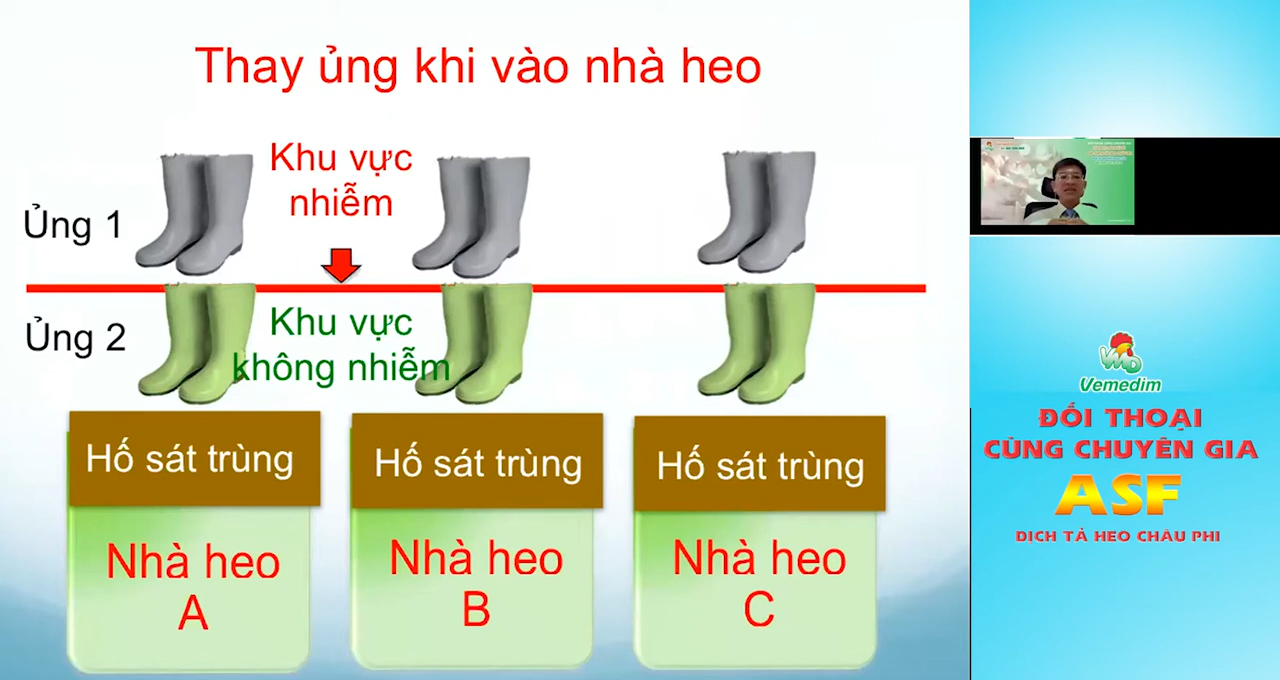 Thay ủng khi vào nhà heo
Khu vực
nhiễm
Ủng 1
Ủng 2
Khu vực
không nhiễm
Hố sát trùng
Hố sát trùng
Hố sát trùng
Nhà heo
A
Nhà heo
B
Nhà heo
C
VMD
Vemedim
ĐỐI THOẠI
CÙNG CHUYÊN GIA
ASF
DỊCH TẢ HEO CHÂU PHI